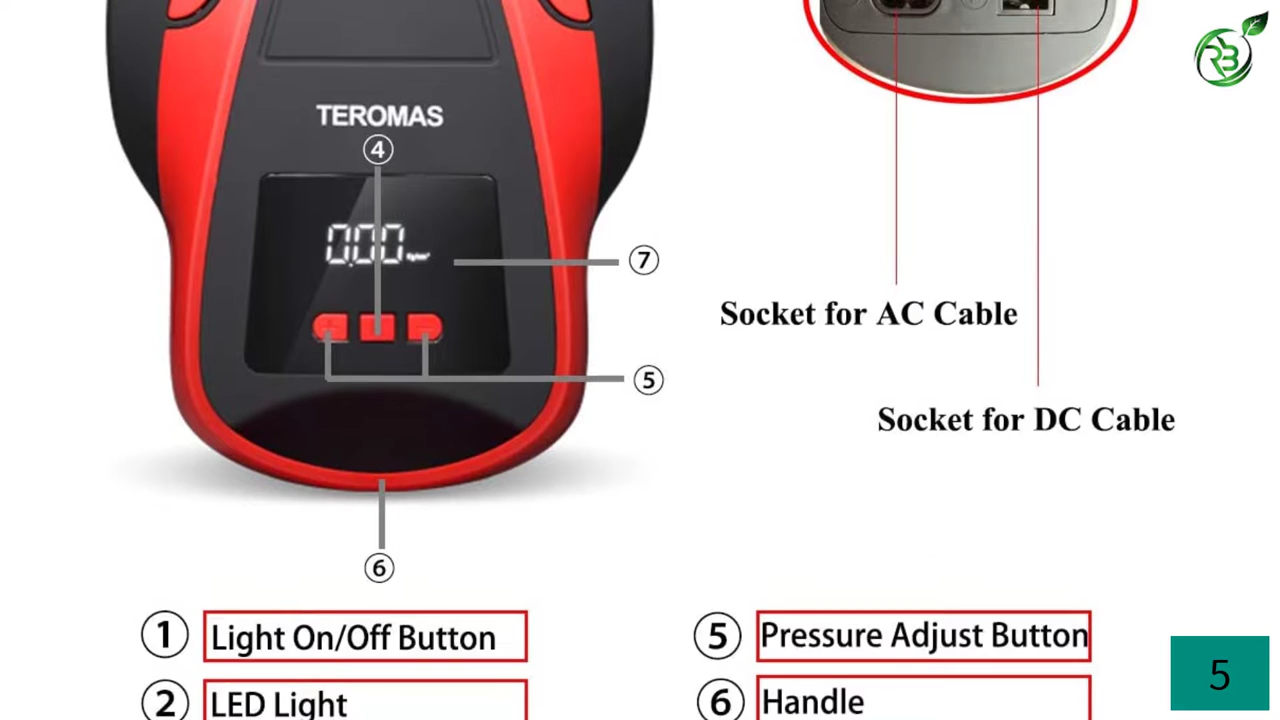 RB
TEROMAS
④
0.00
⑦
Socket for AC Cable
⑤
Socket for DC Cable
⑥
① Light On/Off Button
⑤ Pressure Adjust Button
② LED Light
⑥ Handle
5